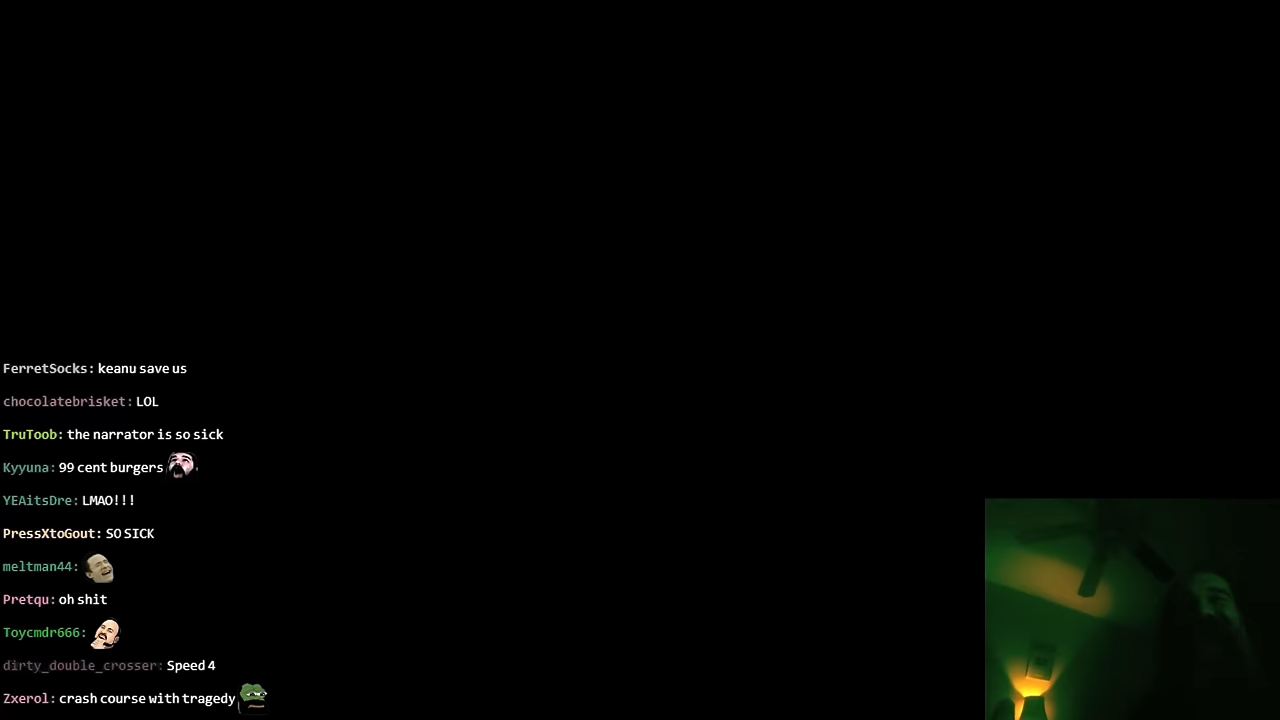 FerretSocks: keanu save us
chocolatebrisket: LOL
TruToob: the narrator is so sick
Kyyuna: 99 cent burgers
YEAitsDre: LMAO!!!
PressXtoGout: SO SICK
meltman44:
Pretqu: oh shit
Toycmdr666:
dirty_double_crosser: Speed 4
Zxerol: crash course with tragedy